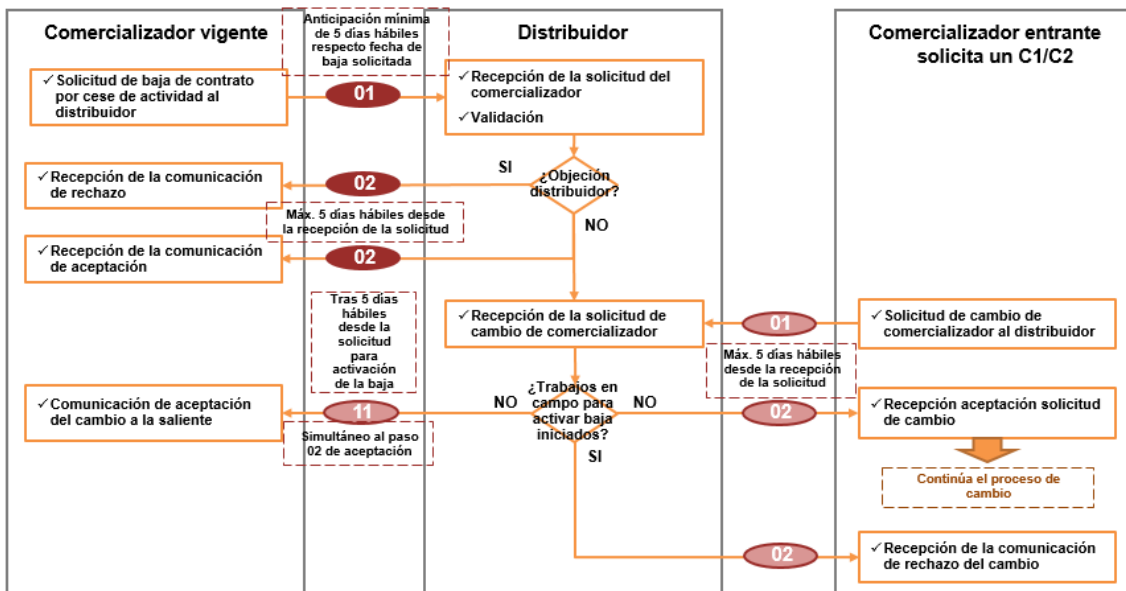 Comercializador vigente
Anticipación mínima
de 5 días hábiles
respecto fecha de
baja solicitada
Distribuidor
Comercializador entrante
solicita un C1/C2
✓ Solicitud de baja de contrato
por cese de actividad al
distribuidor
01
✓ Recepción de la solicitud del
comercializador
✓ Validación
SI
¿Objeción
distribuidor?
✓ Recepción de la comunicación
de rechazo
02
Máx. 5 días hábiles desde
la recepción de la solicitud
NO
✓ Recepción de la comunicación
de aceptación
02
Tras 5 días
hábiles
desde la
solicitud
para
activación
de la baja
✓ Recepción de la solicitud de
cambio de comercializador
01
✓ Solicitud de cambio de
comercializador al distribuidor
Máx. 5 días hábiles
desde la recepción
de la solicitud
✓ Comunicación de aceptación
del cambio a la saliente
11
NO
¿Trabajos en
campo para
activar baja
iniciados?
NO
02
✓ Recepción aceptación solicitud
de cambio
Simultáneo al paso
02 de aceptación
SI
Continúa el proceso de
cambio
02
✓ Recepción de la comunicación
de rechazo del cambio